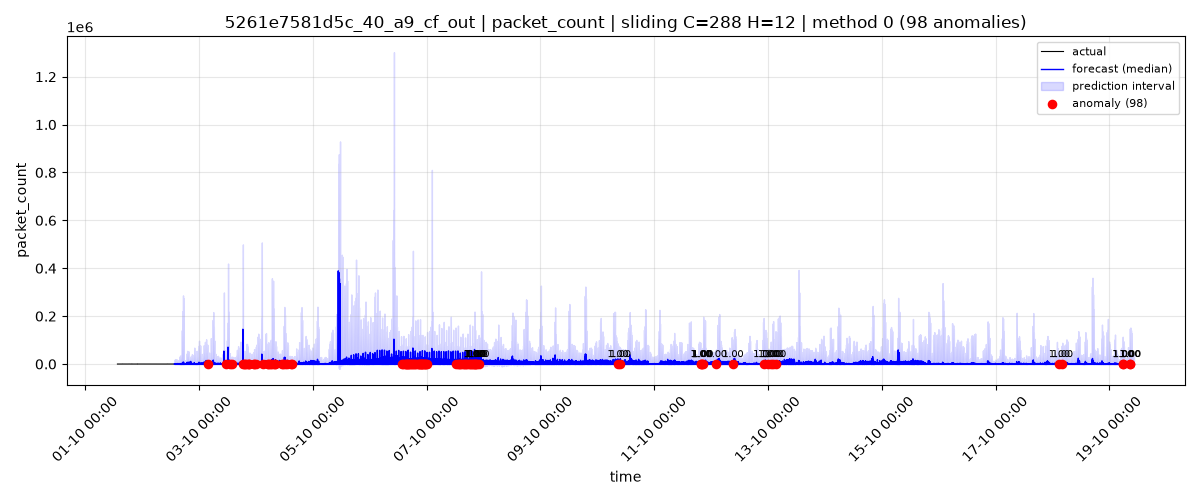 5261e7581d5c_40_a9_cf_out | packet_count | sliding C=288 H=12 | method 0 (98 anomalies)
1e6
actual
forecast (median)
prediction interval
anomaly (98)
1.2
1.0
0.8
0.6
0.4
0.2
0.0
packet_count
1.00
01-10 00:00
03-10 00:00
05-10 00:00
07-10 00:00
09-10 00:00
11-10 00:00
13-10 00:00
15-10 00:00
17-10 00:00
19-10 00:00
time